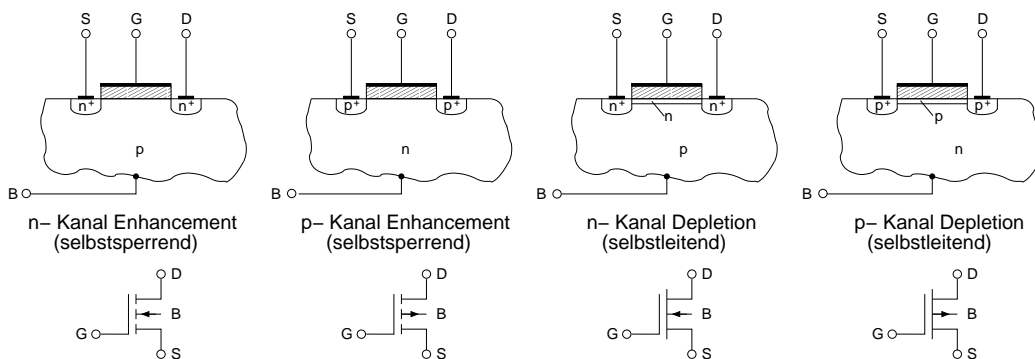 S G D S G D S G D S G D
n+ n+ p+ p+ n+ n n+ p+ p p+
p n p n
B B B B
n– Kanal Enhancement p– Kanal Enhancement n– Kanal Depletion p– Kanal Depletion
(selbstsperrend) (selbstsperrend) (selbstleitend) (selbstleitend)
D D D D
B B B B
G G G G
S S S S